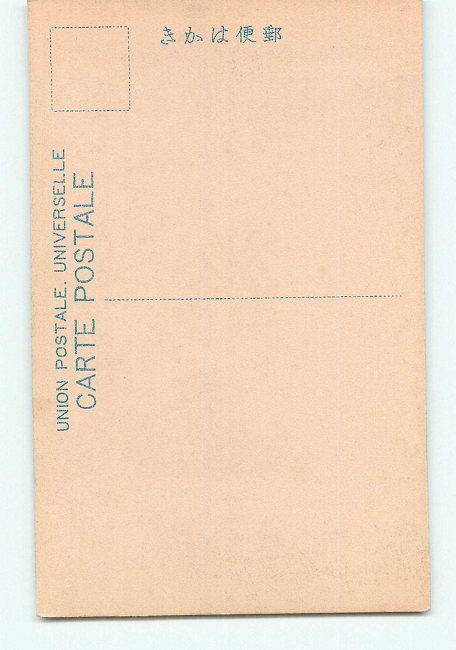 きかは便郵
UNION POSTALE. UNIVERSELLE
CARTE POSTALE